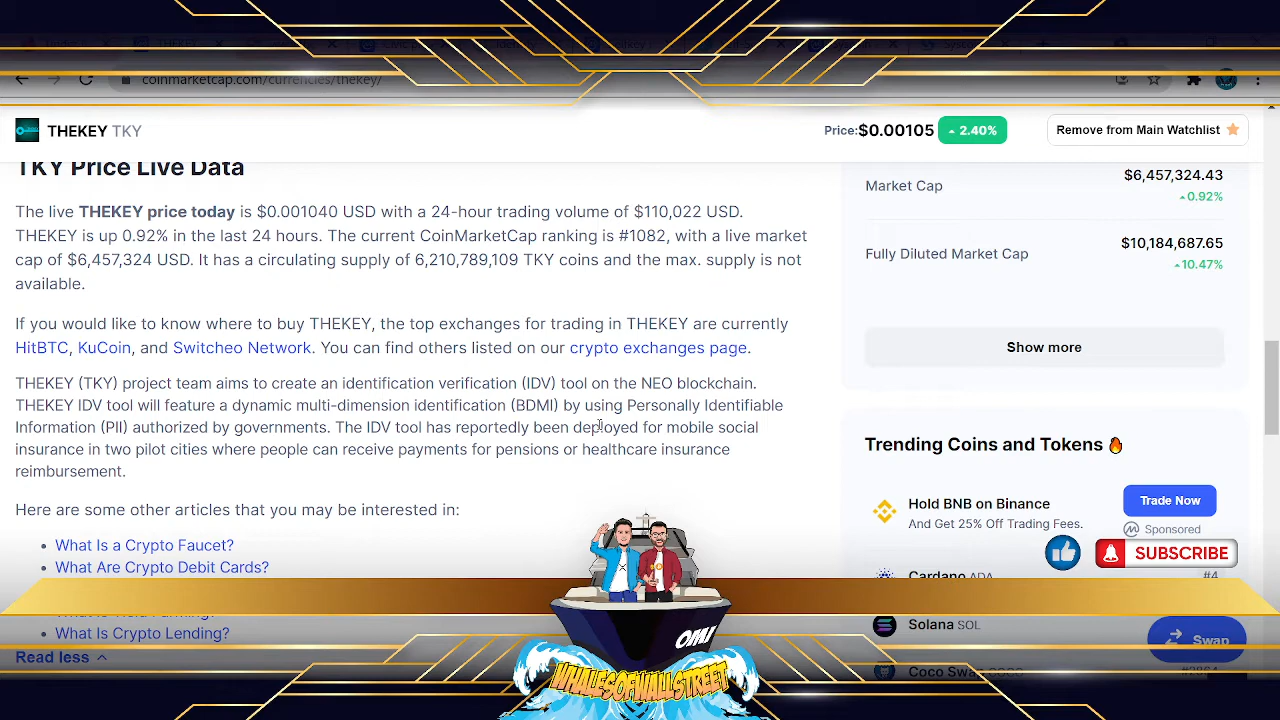 coinmarketcap.com/currencies/thekey/
THEKEY TKY
Price: $0.00105 2.40%
Remove from Main Watchlist
TKY Price Live Data
The live THEKEY price today is $0.001040 USD with a 24-hour trading volume of $110,022 USD.
THEKEY is up 0.92% in the last 24 hours. The current CoinMarketCap ranking is #1082, with a live market
cap of $6,457,324 USD. It has a circulating supply of 6,210,789,109 TKY coins and the max. supply is not
available.
If you would like to know where to buy THEKEY, the top exchanges for trading in THEKEY are currently
HitBTC, KuCoin, and Switcheo Network. You can find others listed on our crypto exchanges page.
THEKEY (TKY) project team aims to create an identification verification (IDV) tool on the NEO blockchain.
THEKEY IDV tool will feature a dynamic multi-dimension identification (BDMI) by using Personally Identifiable
Information (PII) authorized by governments. The IDV tool has reportedly been deployed for mobile social
insurance in two pilot cities where people can receive payments for pensions or healthcare insurance
reimbursement.
Here are some other articles that you may be interested in:
What Is a Crypto Faucet?
What Are Crypto Debit Cards?
What Is Crypto Lending?
Read less
Market Cap
$6,457,324.43
0.92%
Fully Diluted Market Cap
$10,184,687.65
10.47%
Show more
Trending Coins and Tokens
Hold BNB on Binance
And Get 25% Off Trading Fees.
Trade Now
Sponsored
SUBSCRIBE
Cardano ADA
#4
Solana SOL
Swap
OMI
WHALESOFWALLSTREET